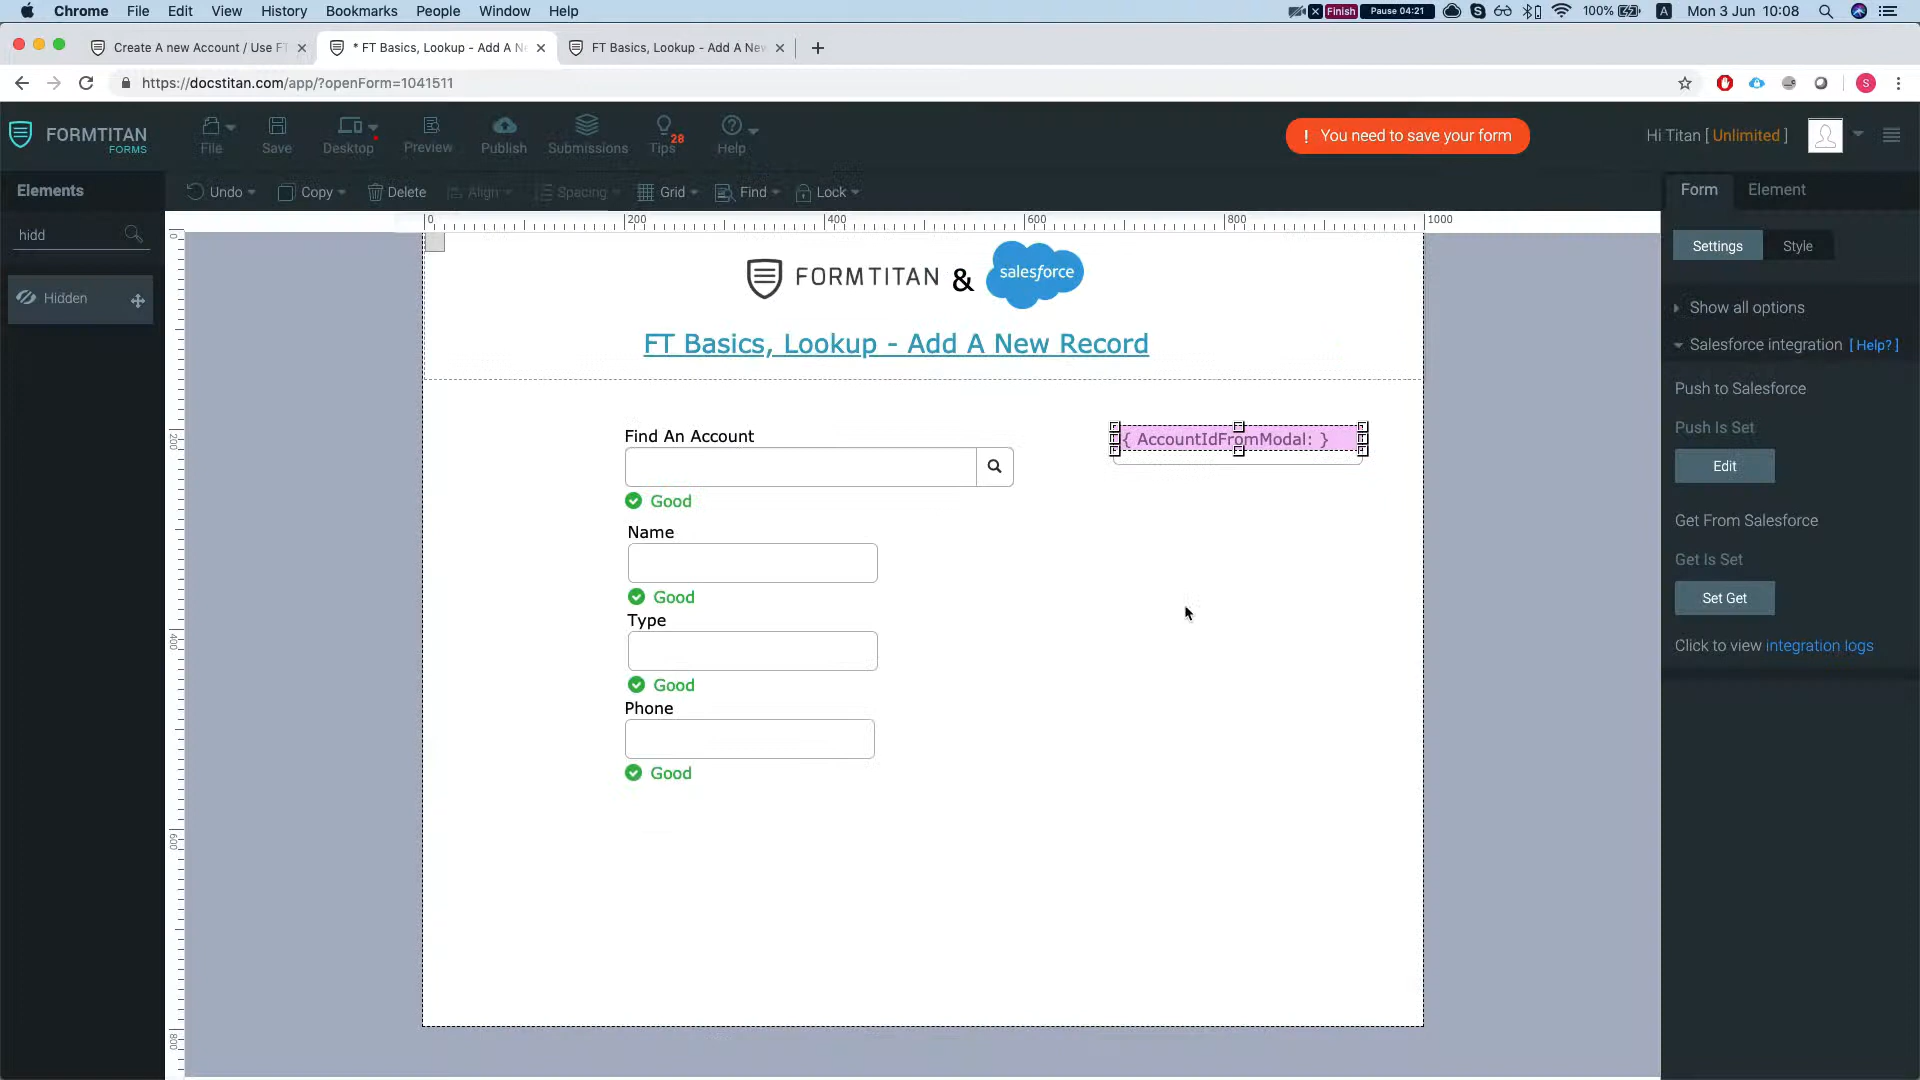 Chrome File Edit View History Bookmarks People Window Help Finish Pause 04:21 100% A Mon 3 Jun 10:08
Create A new Account / Use FT * FT Basics, Lookup - Add A Ne FT Basics, Lookup - Add A New
https://docstitan.com/app/?openForm=1041511 S
FORMTITAN
FORMS
File Save Desktop Preview Publish Submissions Tips 28 Help
! You need to save your form
Hi Titan [ Unlimited ]
Elements
Undo Copy Delete Align Spacing Grid Find Lock
Form Element
hidd
Hidden
0 200 400 600 800 1000
0
200
400
600
800
FORMTITAN & salesforce
FT Basics, Lookup - Add A New Record
Find An Account
Good
Name
Good
Type
Good
Phone
Good
{ AccountIdFromModal: }
Settings Style
Show all options
Salesforce integration [ Help? ]
Push to Salesforce
Push Is Set
Edit
Get From Salesforce
Get Is Set
Set Get
Click to view integration logs